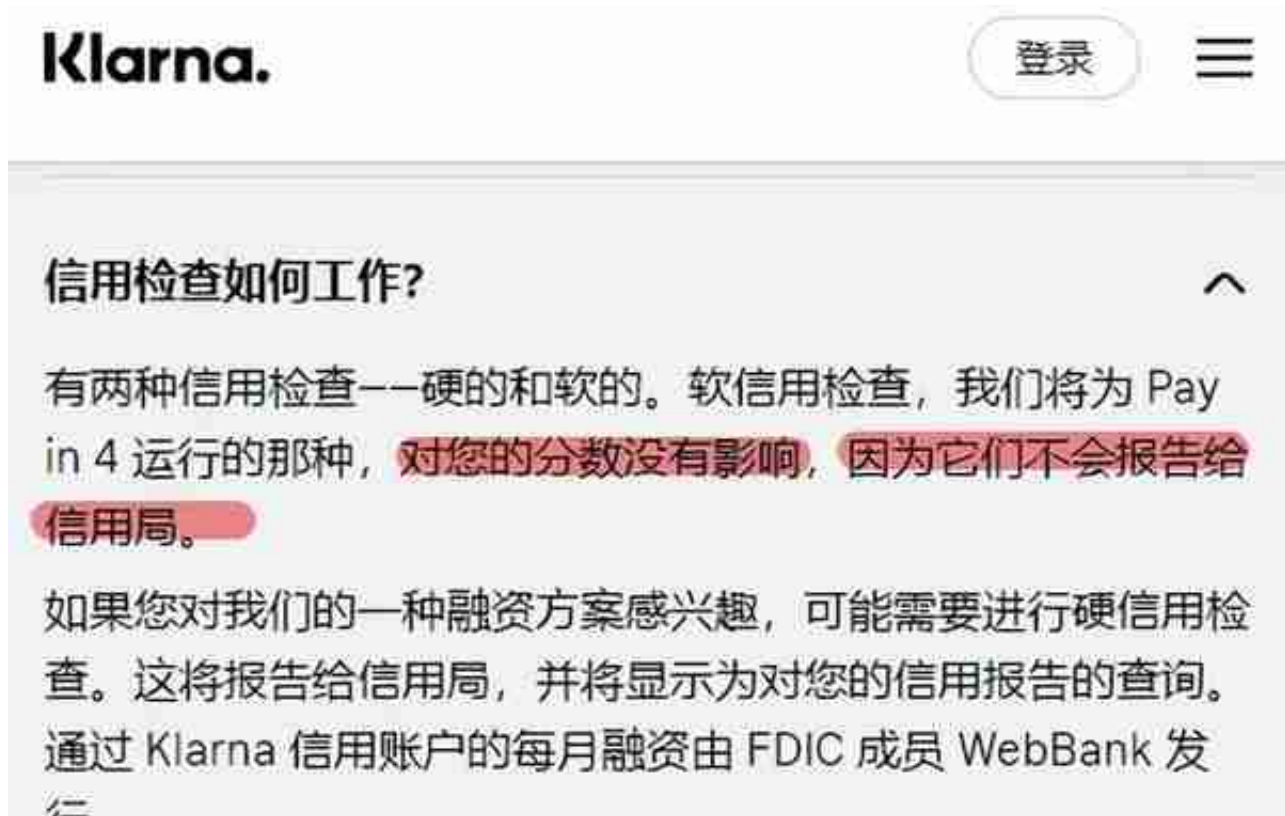 Klarna.
登录
信用检查如何工作?
有两种信用检查——硬的和软的。软信用检查，我们将为 Pay
in 4 运行的那种，对您的分数没有影响，因为它们不会报告给
信用局。
如果您对我们的一种融资方案感兴趣，可能需要进行硬信用检
查。这将报告给信用局，并将显示为对您的信用报告的查询。
通过 Klarna 信用账户的每月融资由 FDIC 成员 WebBank 发